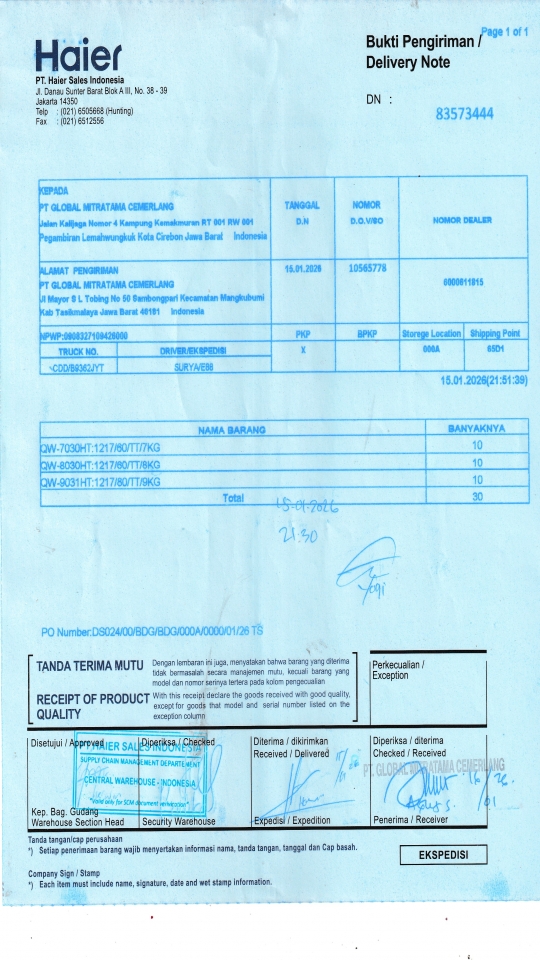 Page 1 of 1
Haier
Bukti Pengiriman /
Delivery Note
PT. Haier Sales Indonesia
Jl. Danau Sunter Barat Blok A III, No. 38 - 39
Jakarta 14350
Telp : (021) 6505668 (Hunting)
Fax : (021) 6512556
DN :
83573444
KEPADA
PT GLOBAL MITRATAMA CEMERLANG
Jalan Kalijaga Nomor 4 Kampung Kamakmuran RT 001 RW 001
Pegambiran Lemahwungkuk Kota Cirebon Jawa Barat Indonesia
TANGGAL
D.N
NOMOR
D.O.V/SO
NOMOR DEALER
ALAMAT PENGIRIMAN
PT GLOBAL MITRATAMA CEMERLANG
Jl Mayor S L Tobing No 50 Sambongpari Kecamatan Mangkubumi
Kab Tasikmalaya Jawa Barat 46181 Indonesia
15.01.2026
10565778
0000611815
NPWP:0808327109426000
PKP
BPKP
Storege Location
Shipping Point
TRUCK NO.
DRIVER/EKSPEDISI
X
000A
65D1
CDD/B9362JYT
SURYA/E88
15.01.2026(21:51:39)
NAMA BARANG
BANYAKNYA
QW-7030HT:1217/60/TT/7KG
10
QW-8030HT:1217/60/TT/8KG
10
QW-9031HT:1217/60/TT/9KG
10
Total
30
15-01-2026
21:30
Yogi
PO Number:DS024/00/BDG/BDG/000A/0000/01/26 TS
TANDA TERIMA MUTU
Dengan lembaran ini juga, menyatakan bahwa barang yang diterima
tidak bermasalah secara manajemen mutu, kecuali barang yang
model dan nomor serinya tertera pada kolom pengecualian
RECEIPT OF PRODUCT
QUALITY
With this receipt declare the goods received with good quality,
except for goods that model and serial number listed on the
exception column
Perkecualian /
Exception
Disetujui / Approved
Diperiksa / Checked
Diterima / dikirimkan
Received / Delivered
Diperiksa / diterima
Checked / Received
HAIER SALES INDONESIA
SUPPLY CHAIN MANAGEMENT DEPARTEMENT
CENTRAL WAREHOUSE - INDONESIA
*Valid only for SCM document verification*
PT. GLOBAL MITRATAMA CEMERLANG
16/01 26
Agus S.
Kep. Bag. Gudang
Warehouse Section Head
Security Warehouse
Expedisi / Expedition
Penerima / Receiver
Tanda tangan/cap perusahaan
*) Setiap penerimaan barang wajib menyertakan informasi nama, tanda tangan, tanggal dan Cap basah.
EKSPEDISI
Company Sign / Stamp
*) Each item must include name, signature, date and wet stamp information.